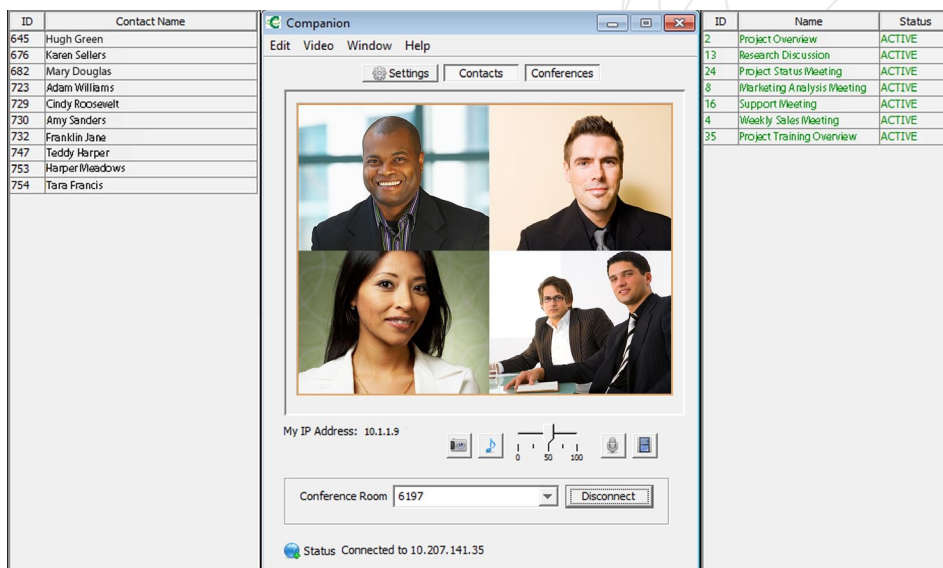 ID Contact Name
645 Hugh Green
676 Karen Sellers
682 Mary Douglas
723 Adam Williams
729 Cindy Roosevelt
730 Amy Sanders
732 Franklin Jane
747 Teddy Harper
753 Harper Meadows
754 Tara Francis
Companion
Edit Video Window Help
Settings Contacts Conferences
My IP Address: 10.1.1.9
0 50 100
Conference Room 6197 Disconnect
Status Connected to 10.207.141.35
ID Name Status
2 Project Overview ACTIVE
13 Research Discussion ACTIVE
24 Project Status Meeting ACTIVE
8 Marketing Analysis Meeting ACTIVE
16 Support Meeting ACTIVE
4 Weekly Sales Meeting ACTIVE
35 Project Training Overview ACTIVE